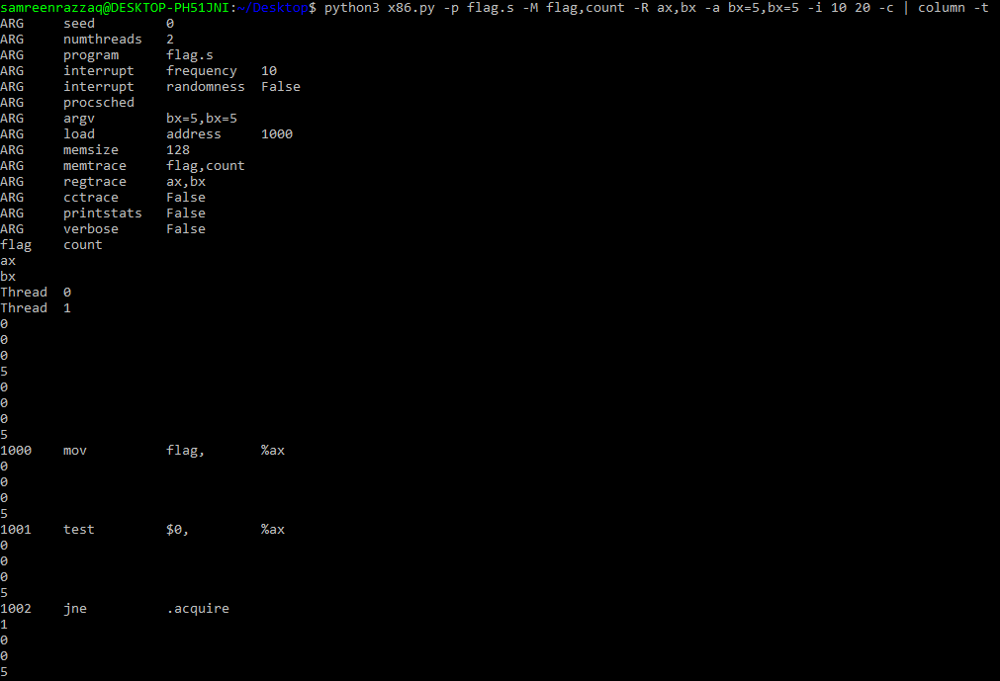 samreenrazzaq@DESKTOP-PH51JNI:~/Desktop$ python3 x86.py -p flag.s -M flag,count -R ax,bx -a bx=5,bx=5 -i 10 20 -c | column -t
ARG seed 0
ARG numthreads 2
ARG program flag.s
ARG interrupt frequency 10
ARG interrupt randomness False
ARG procsched
ARG argv bx=5,bx=5
ARG load address 1000
ARG memsize 128
ARG memtrace flag,count
ARG regtrace ax,bx
ARG cctrace False
ARG printstats False
ARG verbose False
flag count
ax
bx
Thread 0
Thread 1
0
0
0
5
0
0
0
5
1000 mov flag, %ax
0
0
0
5
1001 test $0, %ax
0
0
0
5
1002 jne .acquire
1
0
0
5